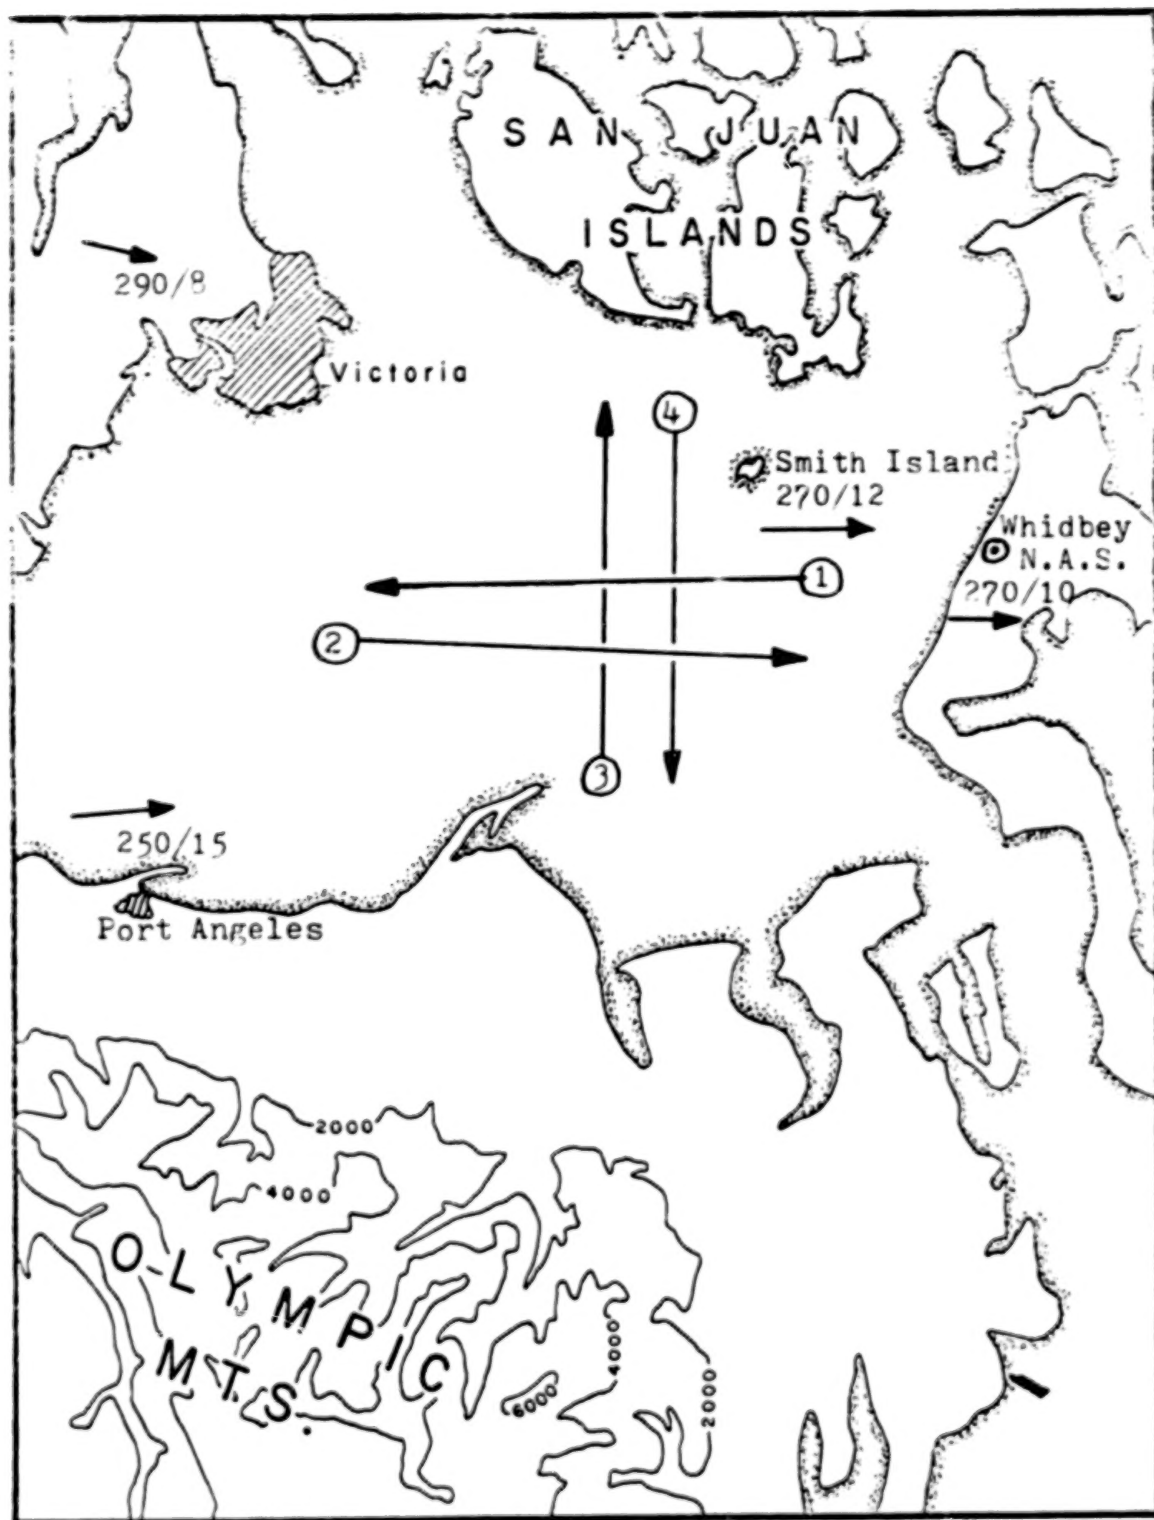 SAN JUAN
ISLANDS
290/8
Victoria
4
Smith Island
270/12
Whidbey
N.A.S.
270/10
1
2
3
250/15
Port Angeles
2000
4000
OLYMPIC
MTS.
6000
4000
2000